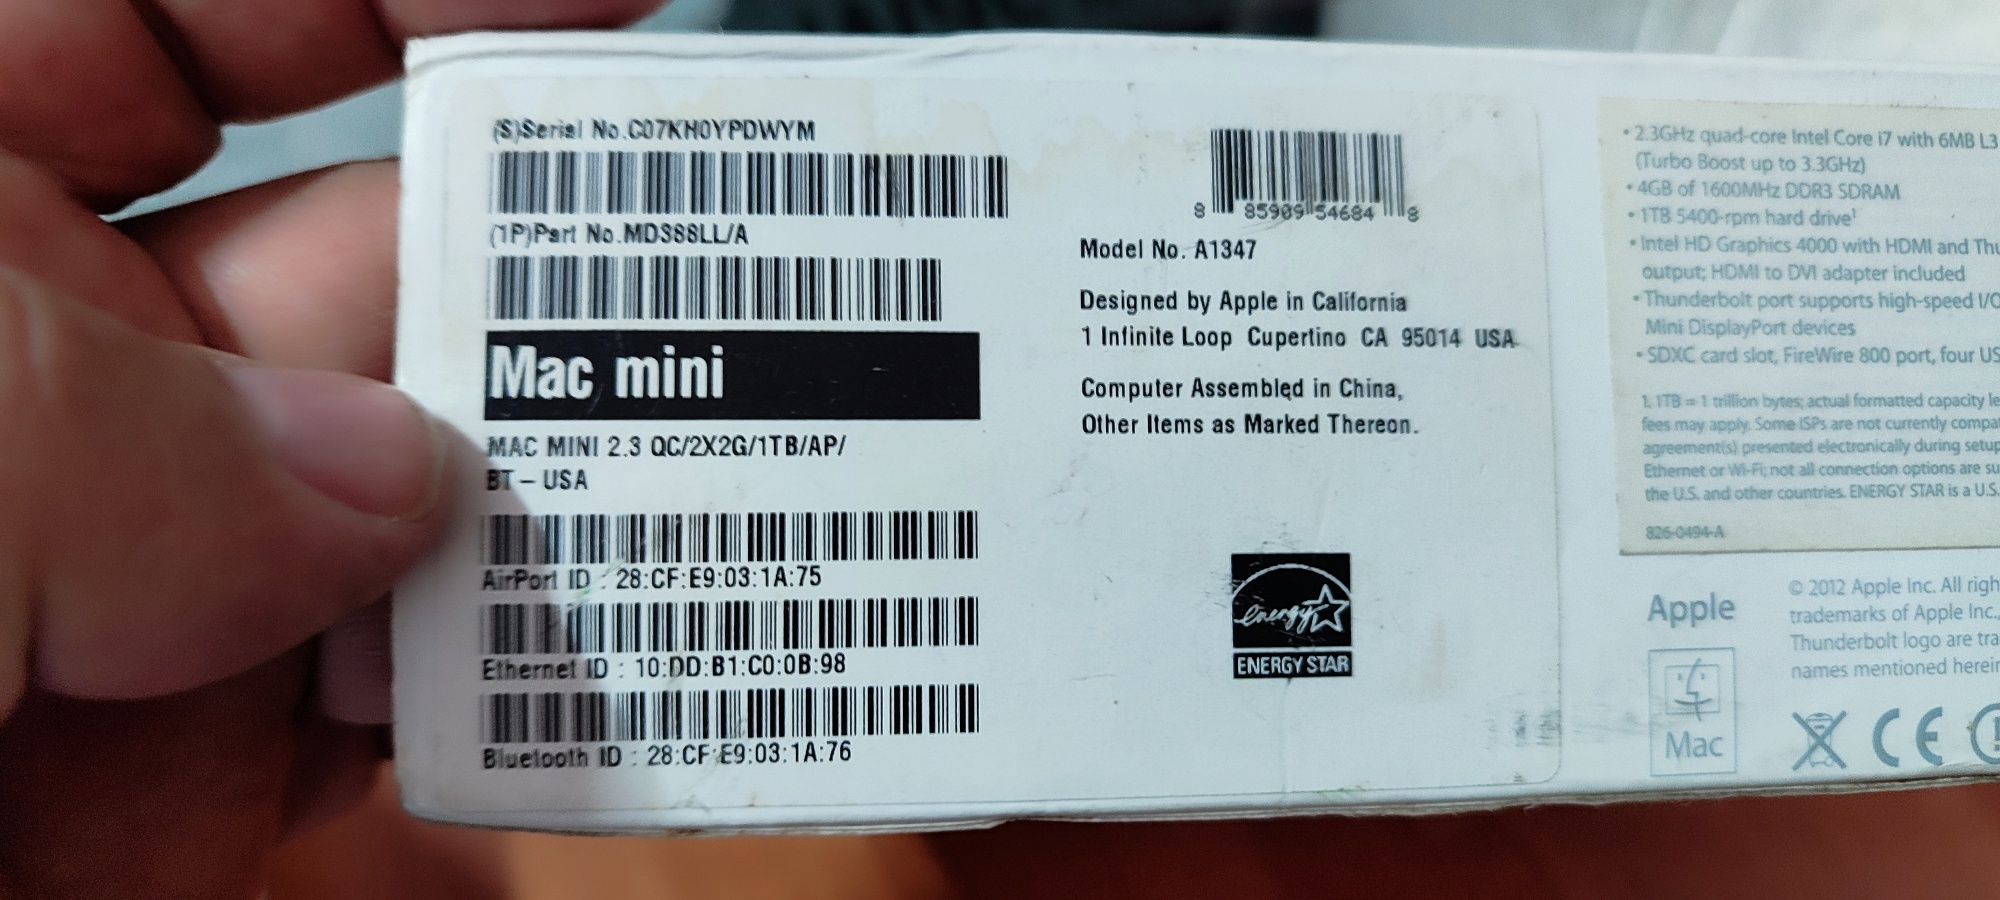 (S)Serial No.C07KH0YPDWYM
(1P)Part No.MD388LL/A
Mac mini
MAC MINI 2.3 QC/2X2G/1TB/AP/
BT – USA
AirPort ID : 28:CF:E9:03:1A:75
Ethernet ID : 10:DD:B1:C0:0B:98
Bluetooth ID : 28:CF:E9:03:1A:76
8 85909 54684 8
Model No. A1347
Designed by Apple in California
1 Infinite Loop Cupertino CA 95014 USA
Computer Assembled in China,
Other Items as Marked Thereon.
energy
ENERGY STAR
• 2.3GHz quad-core Intel Core i7 with 6MB L3
(Turbo Boost up to 3.3GHz)
• 4GB of 1600MHz DDR3 SDRAM
• 1TB 5400-rpm hard drive¹
• Intel HD Graphics 4000 with HDMI and Thu
output; HDMI to DVI adapter included
• Thunderbolt port supports high-speed I/O
Mini DisplayPort devices
• SDXC card slot, FireWire 800 port, four US
1. 1TB = 1 trillion bytes; actual formatted capacity le
fees may apply. Some ISPs are not currently compa
agreement(s) presented electronically during setup
Ethernet or Wi-Fi; not all connection options are su
the U.S. and other countries. ENERGY STAR is a U.S.
826-0494-A
Apple
Mac
© 2012 Apple Inc. All righ
trademarks of Apple Inc.,
Thunderbolt logo are tra
names mentioned herein
CE